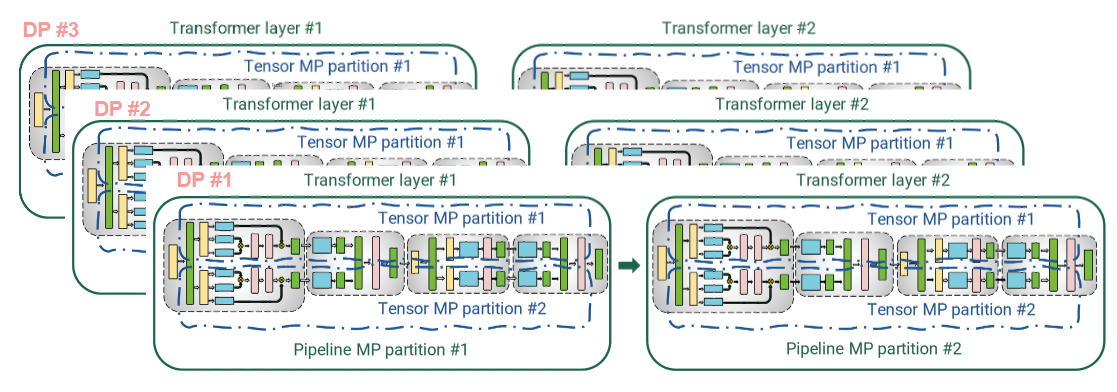 DP #3
Transformer layer #1
Transformer layer #2
Tensor MP partition #1
Tensor MP partition #1
DP #2
Transformer layer #1
Transformer layer #2
Tensor MP partition #1
Tensor MP partition #1
DP #1
Transformer layer #1
Transformer layer #2
Tensor MP partition #1
Tensor MP partition #1
Tensor MP partition #2
Tensor MP partition #2
Pipeline MP partition #1
Pipeline MP partition #2